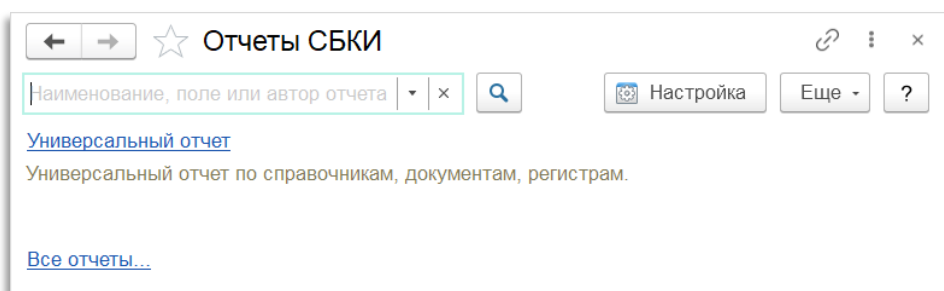 Отчеты СБКИ
Наименование, поле или автор отчета
Настройка
Еще
?
Универсальный отчет
Универсальный отчет по справочникам, документам, регистрам.
Все отчеты...